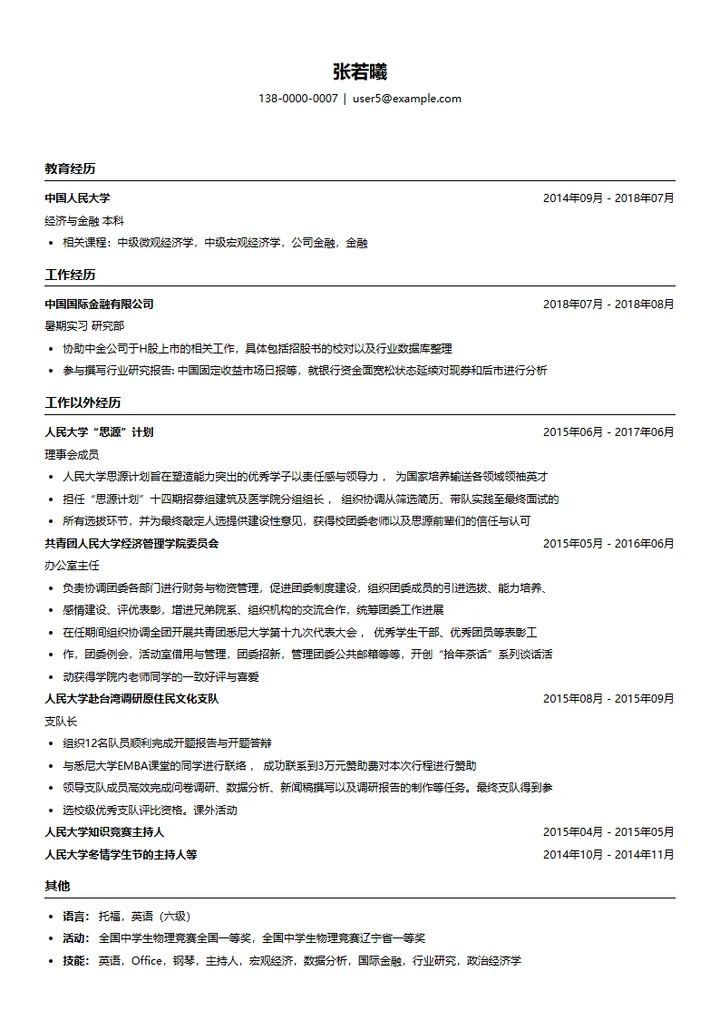 张若曦
138-0000-0007 | user5@example.com
教育经历
中国人民大学 2014年09月 - 2018年07月
经济与金融 本科
• 相关课程：中级微观经济学，中级宏观经济学，公司金融，金融
工作经历
中国国际金融有限公司 2018年07月 - 2018年08月
暑期实习 研究部
• 协助中金公司于H股上市的相关工作，具体包括招股书的校对以及行业数据库整理
• 参与撰写行业研究报告: 中国固定收益市场日报等，就银行资金面宽松状态延续对现券和后市进行分析
工作以外经历
人民大学“思源”计划 2015年06月 - 2017年06月
理事会成员
• 人民大学思源计划旨在塑造能力突出的优秀学子以责任感与领导力 ， 为国家培养输送各领域领袖英才
• 担任“思源计划”十四期招募组建筑及医学院分组组长 ， 组织协调从筛选简历、带队实践至最终面试的
• 所有选拔环节，并为最终敲定人选提供建设性意见，获得校团委老师以及思源前辈们的信任与认可
共青团人民大学经济管理学院委员会 2015年05月 - 2016年06月
办公室主任
• 负责协调团委各部门进行财务与物资管理，促进团委制度建设，组织团委成员的引进选拔、能力培养、
• 感情建设、评优表彰，增进兄弟院系、组织机构的交流合作，统筹团委工作进展
• 在任期间组织协调全团开展共青团悉尼大学第十九次代表大会 ， 优秀学生干部、优秀团员等表彰工
• 作，团委例会，活动室借用与管理，团委招新，管理团委公共邮箱等等，开创“拾年茶话”系列谈话活
• 动获得学院内老师同学的一致好评与喜爱
人民大学赴台湾调研原住民文化支队 2015年08月 - 2015年09月
支队长
• 组织12名队员顺利完成开题报告与开题答辩
• 与悉尼大学EMBA课堂的同学进行联络 ， 成功联系到3万元赞助费对本次行程进行赞助
• 领导支队成员高效完成问卷调研、数据分析、新闻稿撰写以及调研报告的制作等任务。最终支队得到参
• 选校级优秀支队评比资格。课外活动
人民大学知识竞赛主持人 2015年04月 - 2015年05月
人民大学冬情学生节的主持人等 2014年10月 - 2014年11月
其他
• 语言： 托福，英语（六级）
• 活动： 全国中学生物理竞赛全国一等奖，全国中学生物理竞赛辽宁省一等奖
• 技能： 英语，Office，钢琴，主持人，宏观经济，数据分析，国际金融，行业研究，政治经济学